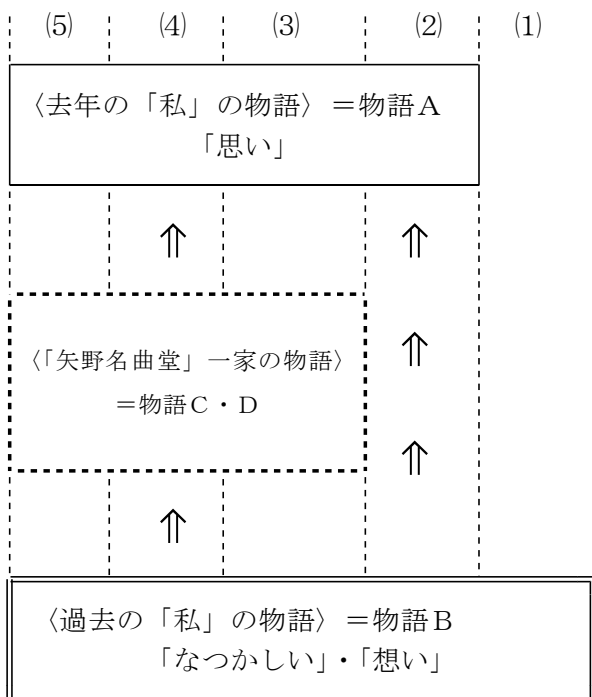 ⑸ ⑷ ⑶ ⑵ ⑴
〈去年の「私」の物語〉＝物語A
「思い」
⇑ ⇑
〈「矢野名曲堂」一家の物語〉
⇑
＝物語C・D
⇑
⇑
〈過去の「私」の物語〉＝物語B
「なつかしい」・「想い」